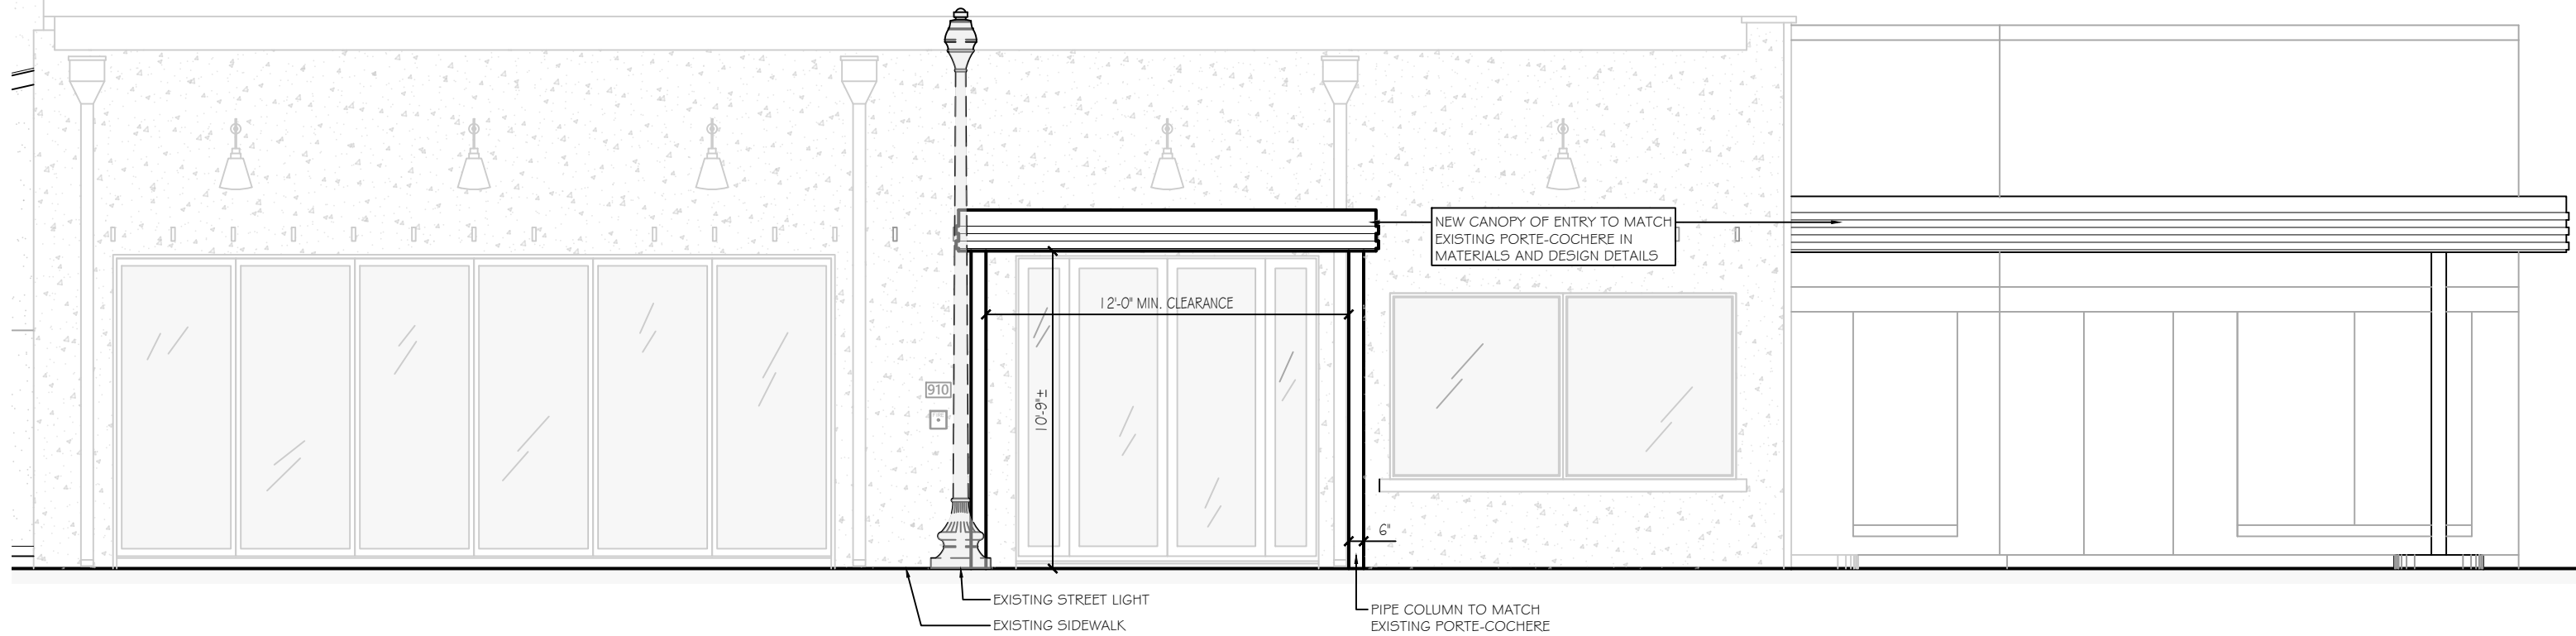 NEW CANOPY OF ENTRY TO MATCH
EXISTING PORTE-COCHERE IN
MATERIALS AND DESIGN DETAILS
12'-0" MIN. CLEARANCE
910
10'-9"±
6"
EXISTING STREET LIGHT
EXISTING SIDEWALK
PIPE COLUMN TO MATCH
EXISTING PORTE-COCHERE